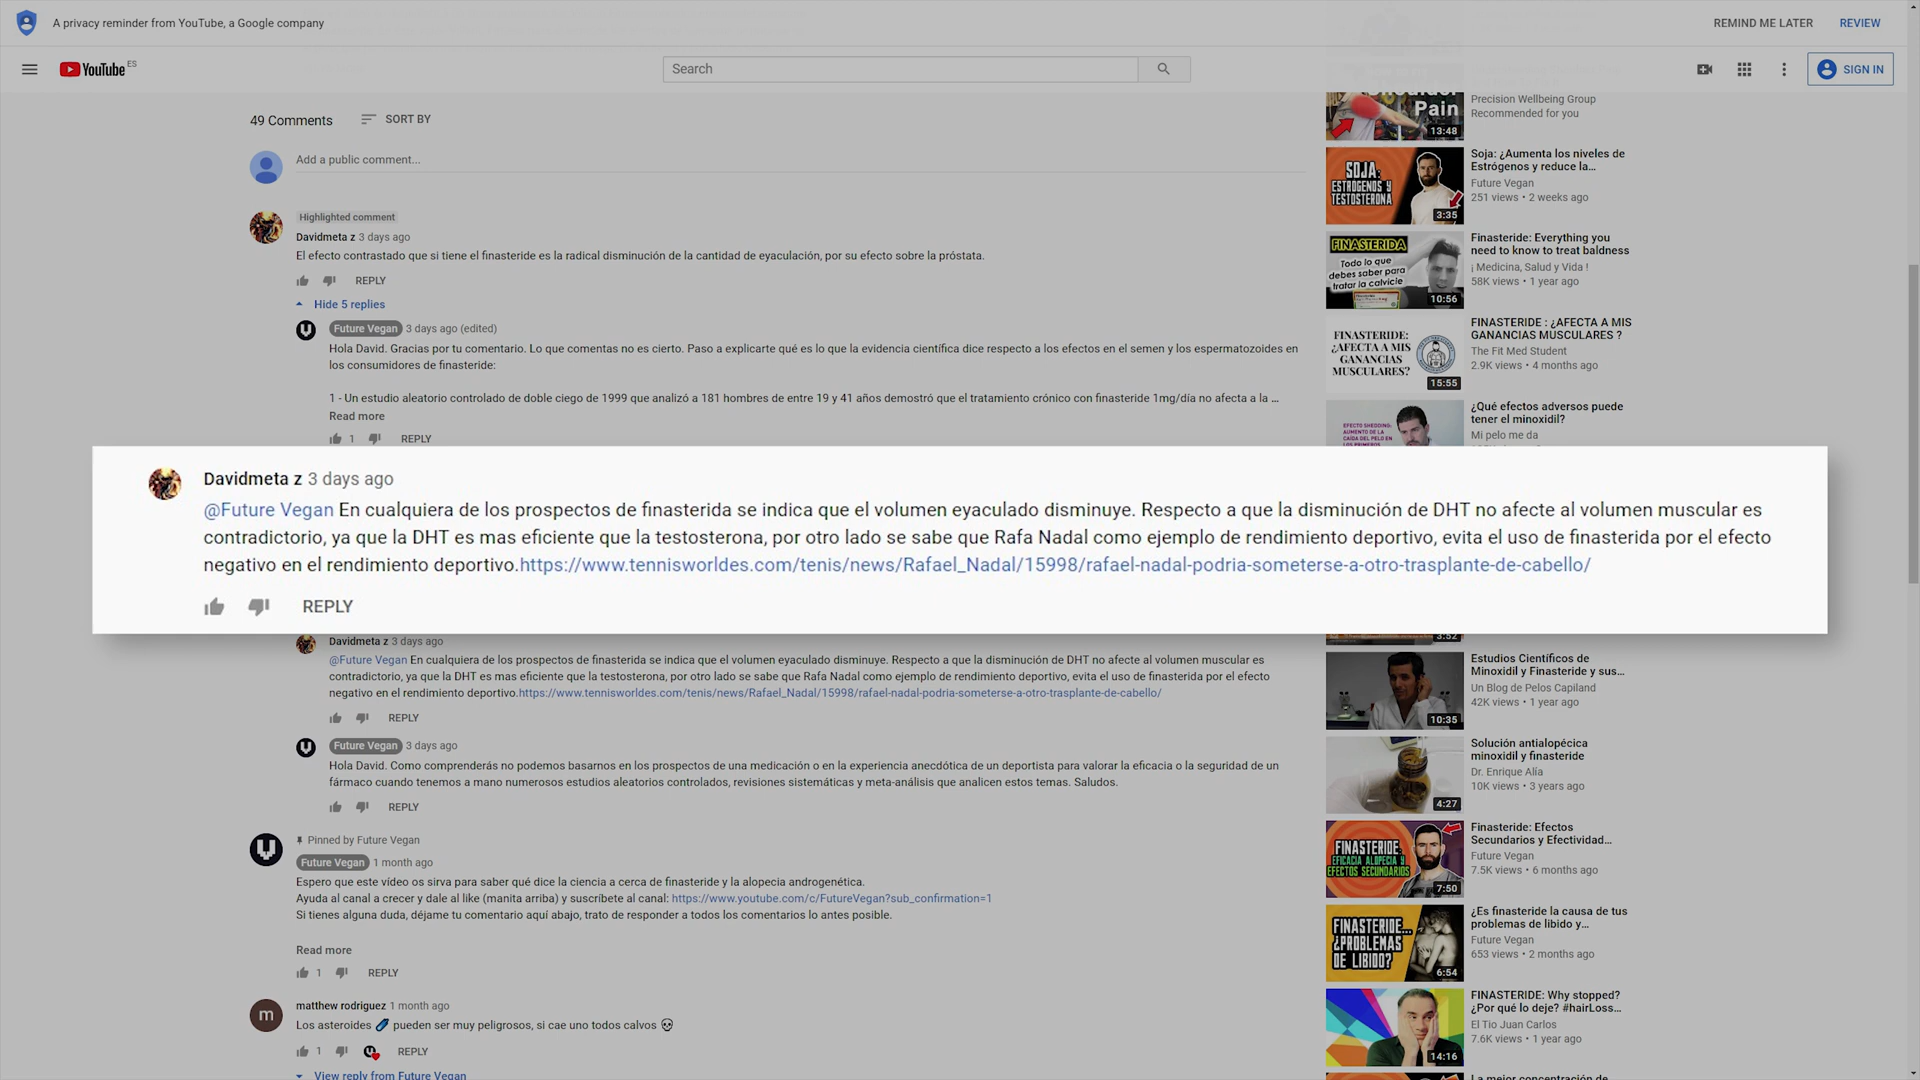 A privacy reminder from YouTube, a Google company
REMIND ME LATER
REVIEW
YouTube ES
Search
SIGN IN
49 Comments
SORT BY
Add a public comment...
Highlighted comment
Davidmeta z 3 days ago
El efecto contrastado que si tiene el finasteride es la radical disminución de la cantidad de eyaculación, por su efecto sobre la próstata.
REPLY
Hide 5 replies
Future Vegan 3 days ago (edited)
Hola David. Gracias por tu comentario. Lo que comentas no es cierto. Paso a explicarte qué es lo que la evidencia científica dice respecto a los efectos en el semen y los espermatozoides en
los consumidores de finasteride:
1 - Un estudio aleatorio controlado de doble ciego de 1999 que analizó a 181 hombres de entre 19 y 41 años demostró que el tratamiento crónico con finasteride 1mg/día no afecta a la ...
Read more
1 REPLY
Davidmeta z 3 days ago
@Future Vegan En cualquiera de los prospectos de finasterida se indica que el volumen eyaculado disminuye. Respecto a que la disminución de DHT no afecte al volumen muscular es
contradictorio, ya que la DHT es mas eficiente que la testosterona, por otro lado se sabe que Rafa Nadal como ejemplo de rendimiento deportivo, evita el uso de finasterida por el efecto
negativo en el rendimiento deportivo.https://www.tennisworldes.com/tenis/news/Rafael_Nadal/15998/rafael-nadal-podria-someterse-a-otro-trasplante-de-cabello/
REPLY
Davidmeta z 3 days ago
@Future Vegan En cualquiera de los prospectos de finasterida se indica que el volumen eyaculado disminuye. Respecto a que la disminución de DHT no afecte al volumen muscular es
contradictorio, ya que la DHT es mas eficiente que la testosterona, por otro lado se sabe que Rafa Nadal como ejemplo de rendimiento deportivo, evita el uso de finasterida por el efecto
negativo en el rendimiento deportivo.https://www.tennisworldes.com/tenis/news/Rafael_Nadal/15998/rafael-nadal-podria-someterse-a-otro-trasplante-de-cabello/
REPLY
Future Vegan 3 days ago
Hola David. Como comprenderás no podemos basarnos en los prospectos de una medicación o en la experiencia anecdótica de un deportista para valorar la eficacia o la seguridad de un
fármaco cuando tenemos a mano numerosos estudios aleatorios controlados, revisiones sistemáticas y meta-análisis que analicen estos temas. Saludos.
REPLY
Pinned by Future Vegan
Future Vegan 1 month ago
Espero que este vídeo os sirva para saber qué dice la ciencia a cerca de finasteride y la alopecia androgenética.
Ayuda al canal a crecer y dale al like (manita arriba) y suscríbete al canal: https://www.youtube.com/c/FutureVegan?sub_confirmation=1
Si tienes alguna duda, déjame tu comentario aquí abajo, trato de responder a todos los comentarios lo antes posible.
Read more
1 REPLY
m
matthew rodriguez 1 month ago
Los asteroides pueden ser muy peligrosos, si cae uno todos calvos
1 REPLY
View reply from Future Vegan
Pain
13:48
Precision Wellbeing Group
Recommended for you
SOJA:
ESTRÓGENOS Y
TESTOSTERONA
3:35
Soja: ¿Aumenta los niveles de
Estrógenos y reduce la...
Future Vegan
251 views • 2 weeks ago
FINASTERIDA
Todo lo que
debes saber para
tratar la calvicie
10:56
Finasteride: Everything you
need to know to treat baldness
¡ Medicina, Salud y Vida !
58K views • 1 year ago
FINASTERIDE:
¿AFECTA A MIS
GANANCIAS
MUSCULARES?
15:55
FINASTERIDE : ¿AFECTA A MIS
GANANCIAS MUSCULARES ?
The Fit Med Student
2.9K views • 4 months ago
EFECTO SHEDDING-
AUMENTO DE LA
CAÍDA DEL PELO EN
¿Qué efectos adversos puede
tener el minoxidil?
Mi pelo me da
3:52
10:35
Estudios Científicos de
Minoxidil y Finasteride y sus...
Un Blog de Pelos Capiland
42K views • 1 year ago
4:27
Solución antialopécica
minoxidil y finasteride
Dr. Enrique Alía
10K views • 3 years ago
FINASTERIDE:
EFICACIA ALOPECIA Y
EFECTOS SECUNDARIOS
7:50
Finasteride: Efectos
Secundarios y Efectividad...
Future Vegan
7.5K views • 6 months ago
FINASTERIDE...
¿PROBLEMAS
DE LIBIDO?
6:54
¿Es finasteride la causa de tus
problemas de libido y...
Future Vegan
653 views • 2 months ago
14:16
FINASTERIDE: Why stopped?
¿Por qué lo deje? #hairLoss...
El Tio Juan Carlos
7.6K views • 1 year ago
La mejor concentración de